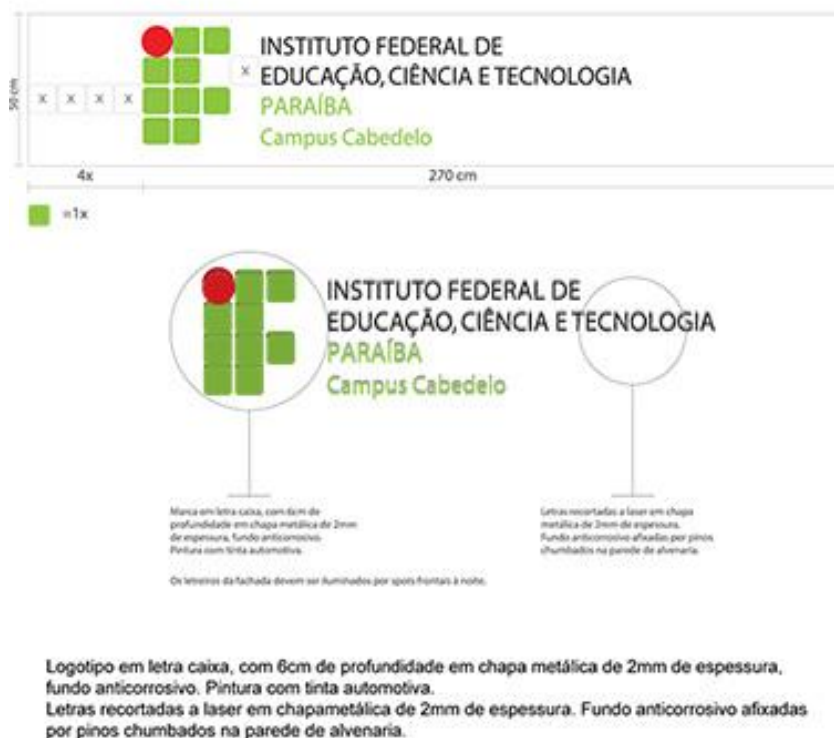 INSTITUTO FEDERAL DE
EDUCAÇÃO, CIÊNCIA E TECNOLOGIA
PARAÍBA
Campus Cabedelo
x
x x x x
50 cm
4x
270 cm
=1x
INSTITUTO FEDERAL DE
EDUCAÇÃO, CIÊNCIA E TECNOLOGIA
PARAÍBA
Campus Cabedelo
Marca em letra caixa, com 6cm de
profundidade em chapa metálica de 2mm
de espessura, fundo anticorrosivo.
Pintura com tinta automotiva.
Letras recortadas a laser em chapa
metálica de 2mm de espessura.
Fundo anticorrosivo afixadas por pinos
chumbados na parede de alvenaria.
Os letreiros da fachada devem ser iluminados por spots frontais à noite.
Logotipo em letra caixa, com 6cm de profundidade em chapa metálica de 2mm de espessura,
fundo anticorrosivo. Pintura com tinta automotiva.
Letras recortadas a laser em chapametálica de 2mm de espessura. Fundo anticorrosivo afixadas
por pinos chumbados na parede de alvenaria.